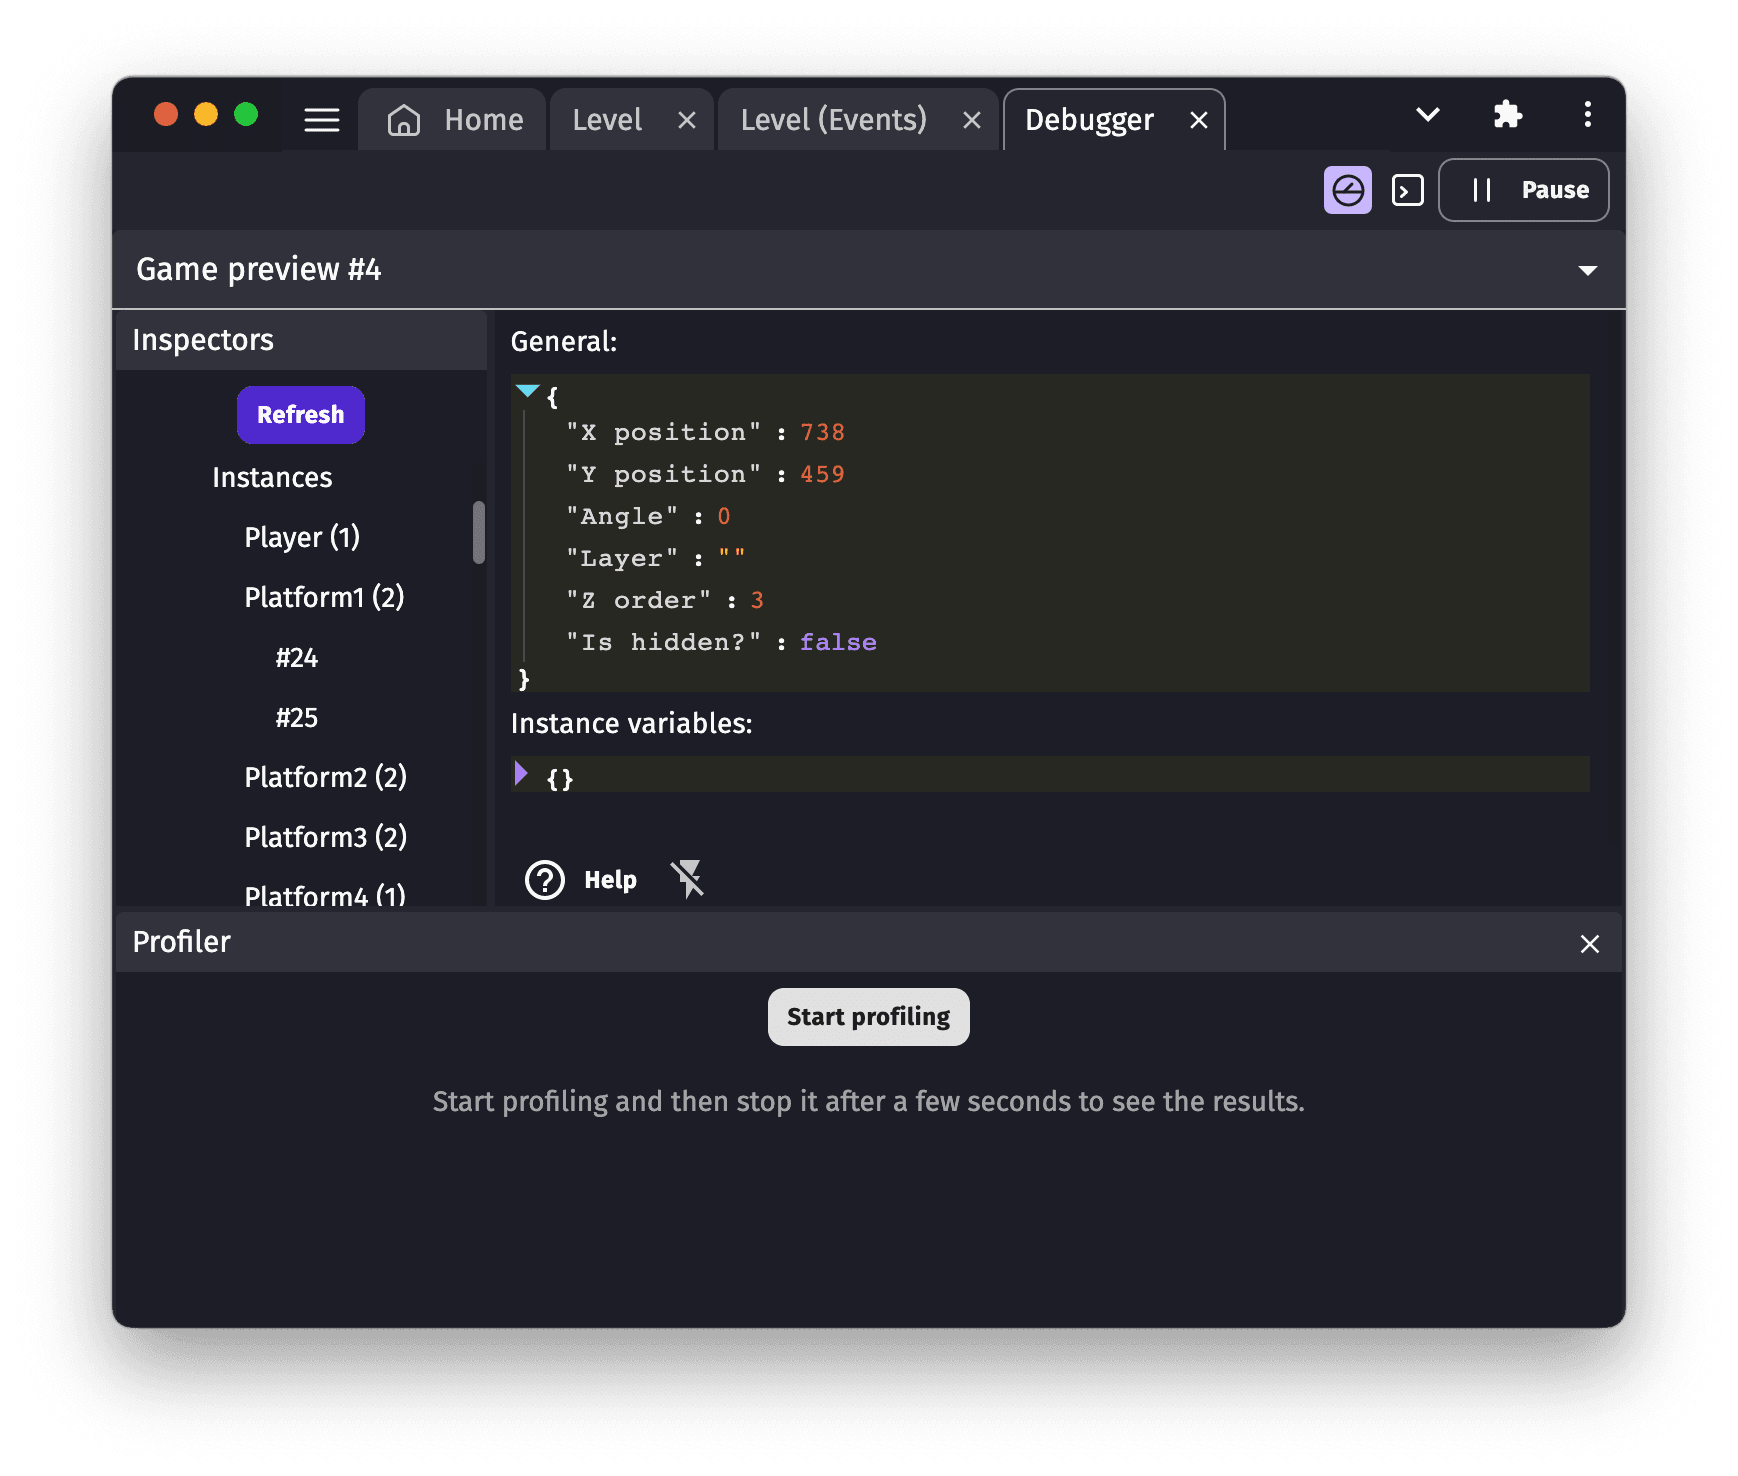 Home Level Level (Events) Debugger
Pause
Game preview #4
Inspectors
Refresh
Instances
Player (1)
Platform1 (2)
#24
#25
Platform2 (2)
Platform3 (2)
Platform4 (1)
General:
{
"X position" : 738
"Y position" : 459
"Angle" : 0
"Layer" : ""
"Z order" : 3
"Is hidden?" : false
}
Instance variables:
{}
Help
Profiler
Start profiling
Start profiling and then stop it after a few seconds to see the results.